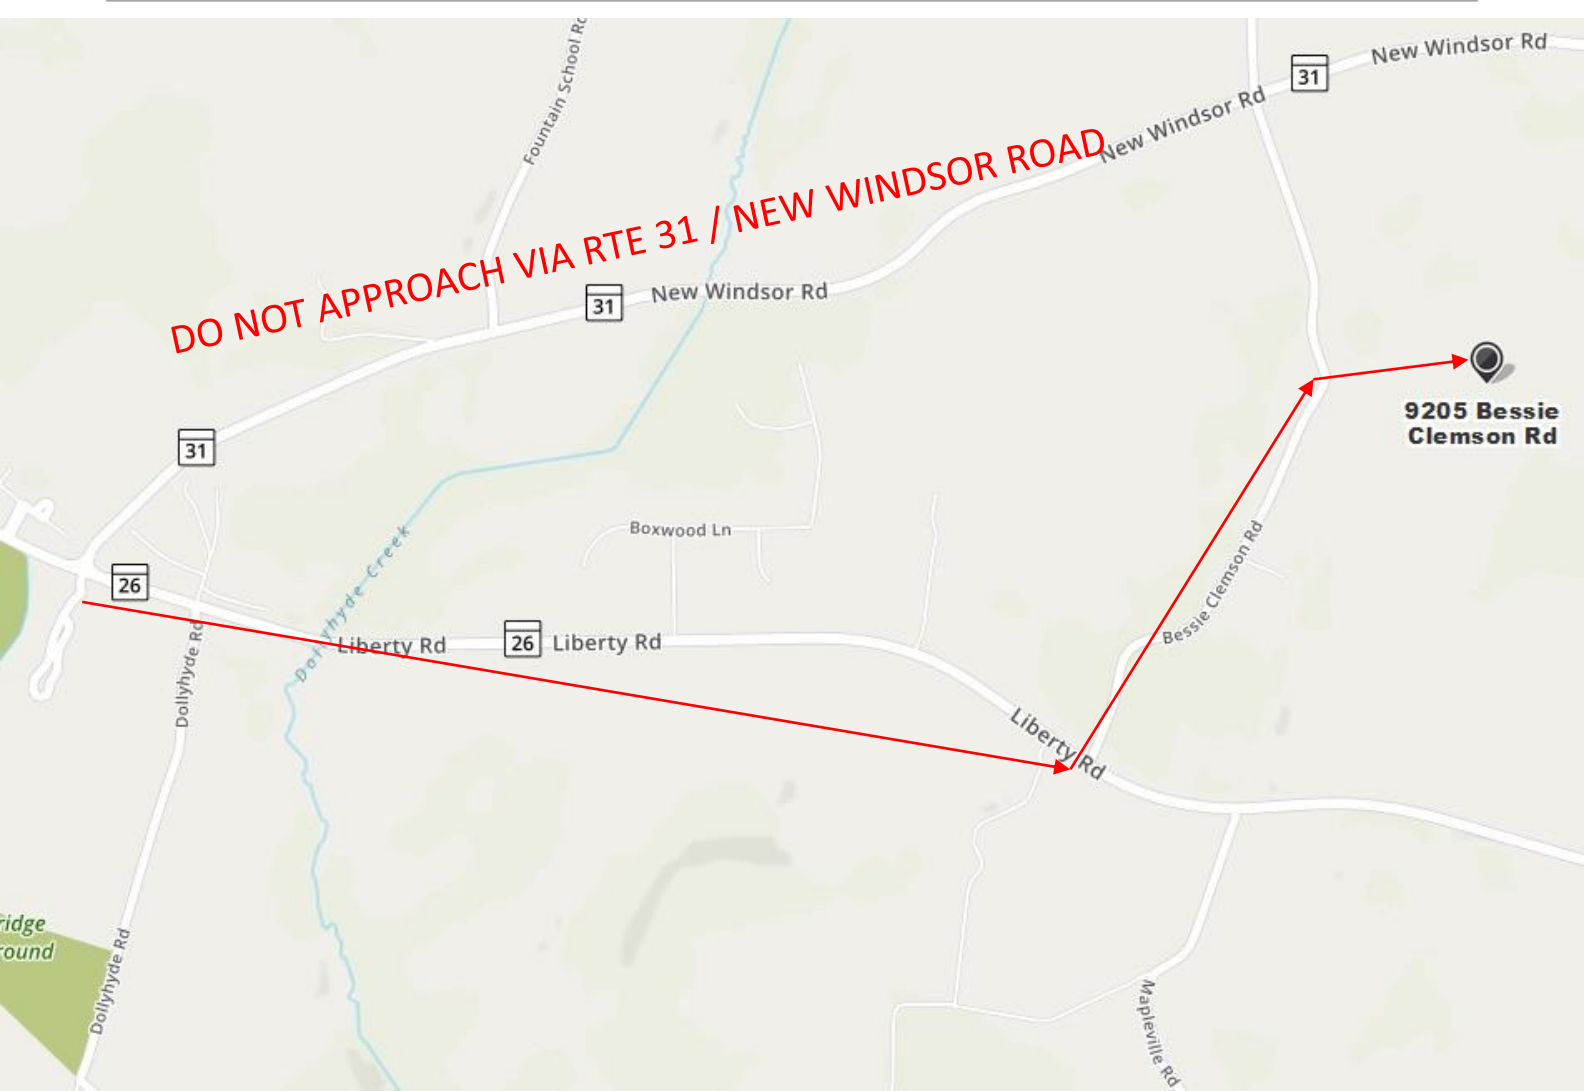 Fountain School Rd
New Windsor Rd
31
New Windsor Rd
DO NOT APPROACH VIA RTE 31 / NEW WINDSOR ROAD
31
New Windsor Rd
9205 Bessie
Clemson Rd
31
Boxwood Ln
Dollyhyde Creek
Bessie Clemson Rd
26
Liberty Rd
26
Liberty Rd
Dollyhyde Rd
Liberty Rd
ridge
round
Dollyhyde Rd
Mapleville Rd